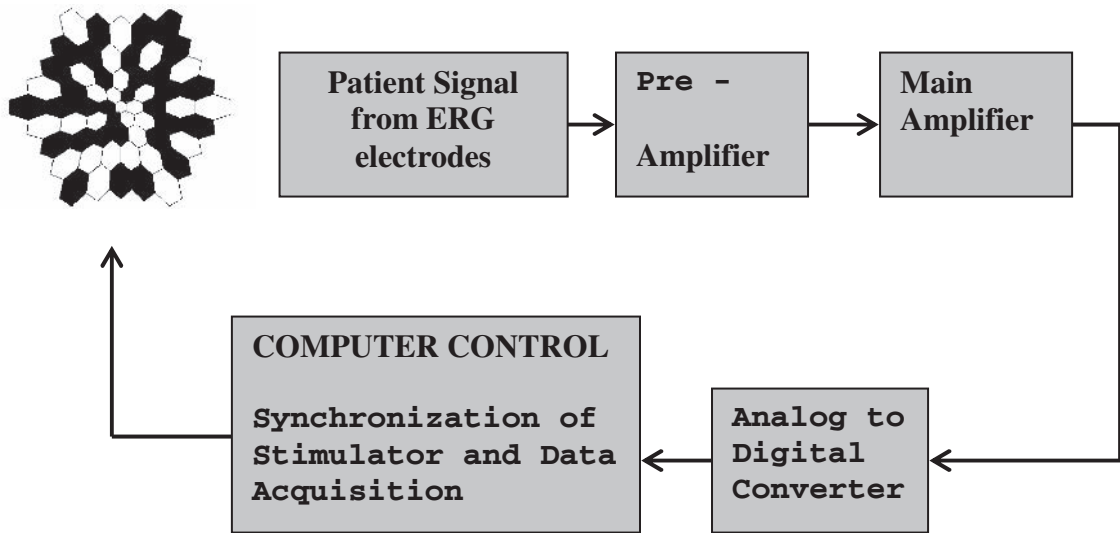 Patient Signal
from ERG
electrodes
Pre -
Amplifier
Main
Amplifier
COMPUTER CONTROL
Synchronization of
Stimulator and Data
Acquisition
Analog to
Digital
Converter